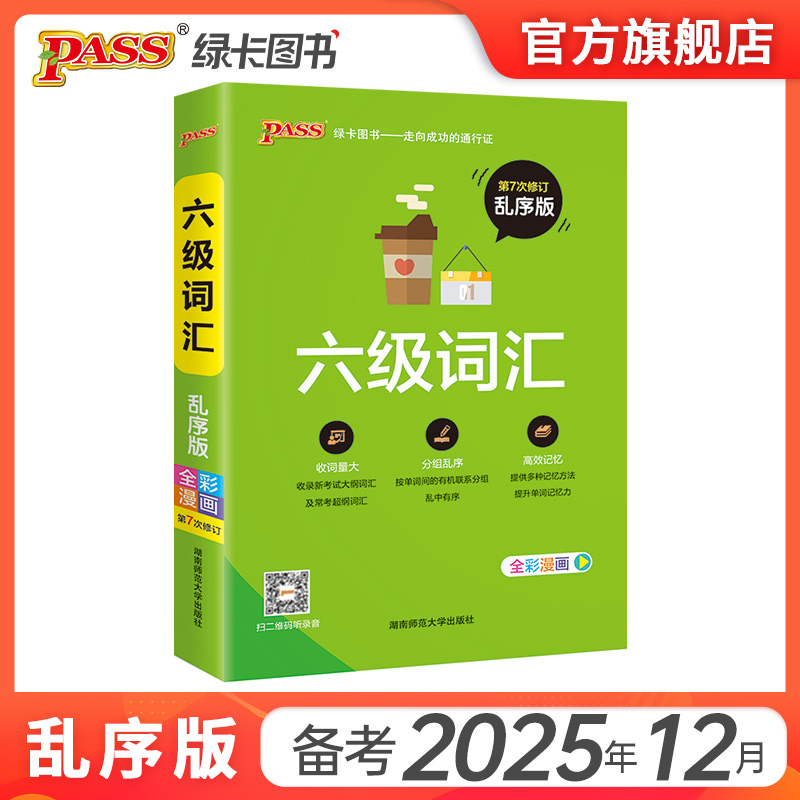 PASS® 绿卡图书
官方旗舰店
PASS
六级词汇
乱序版
全彩
漫画
第7次修订
湖南师范大学出版社
PASS 绿卡图书——走向成功的通行证
第7次修订
乱序版
01
六级词汇
收词量大
收录新考试大纲词汇
及常考超纲词汇
分组乱序
按单词间的有机联系分组
乱中有序
高效记忆
提供多种记忆方法
提升单词记忆力
全彩漫画
扫二维码听录音
湖南师范大学出版社
乱序版
备考2025年12月